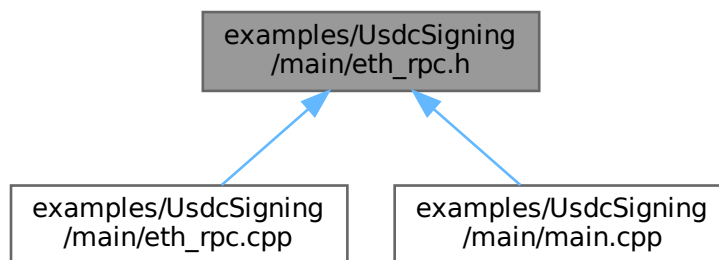 examples/UsdcSigning
/main/eth_rpc.h
examples/UsdcSigning
/main/eth_rpc.cpp
examples/UsdcSigning
/main/main.cpp